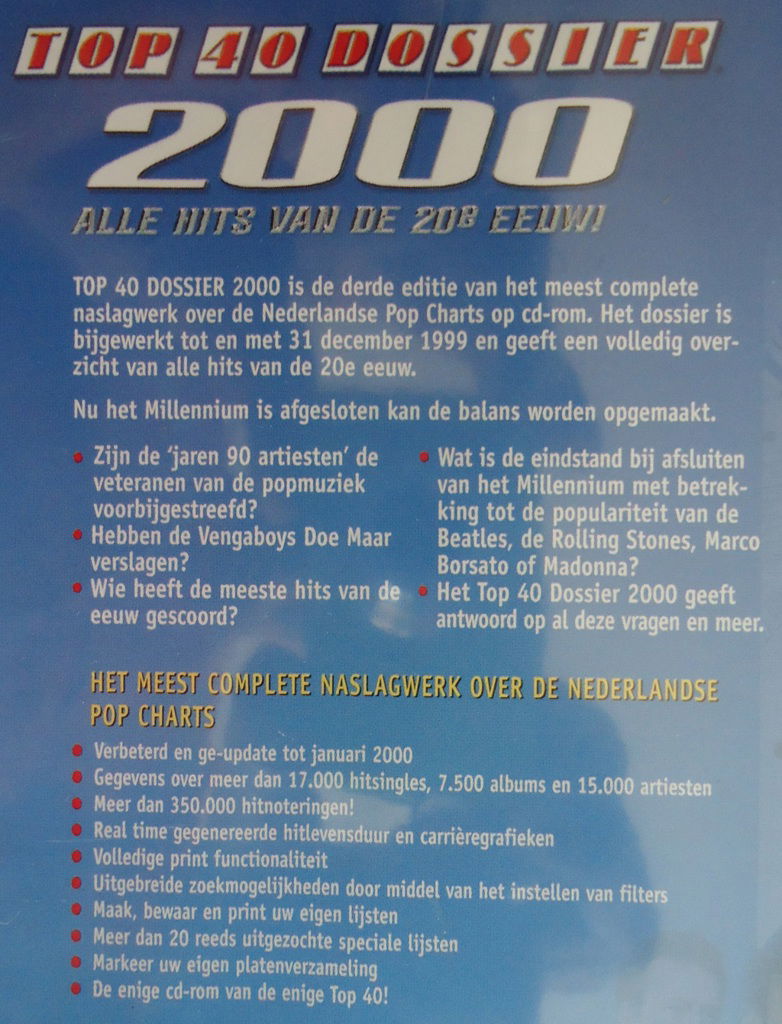 TOP 40 DOSSIER
2000
ALLE HITS VAN DE 20e EEUW!
TOP 40 DOSSIER 2000 is de derde editie van het meest complete
naslagwerk over de Nederlandse Pop Charts op cd-rom. Het dossier is
bijgewerkt tot en met 31 december 1999 en geeft een volledig over-
zicht van alle hits van de 20e eeuw.
Nu het Millennium is afgesloten kan de balans worden opgemaakt.
• Zijn de 'jaren 90 artiesten' de
veteranen van de popmuziek
voorbijgestreefd?
• Hebben de Vengaboys Doe Maar
verslagen?
• Wie heeft de meeste hits van de
eeuw gescoord?
• Wat is de eindstand bij afsluiten
van het Millennium met betrek-
king tot de populariteit van de
Beatles, de Rolling Stones, Marco
Borsato of Madonna?
• Het Top 40 Dossier 2000 geeft
antwoord op al deze vragen en meer.
HET MEEST COMPLETE NASLAGWERK OVER DE NEDERLANDSE
POP CHARTS
• Verbeterd en ge-update tot januari 2000
• Gegevens over meer dan 17.000 hitsingles, 7.500 albums en 15.000 artiesten
• Meer dan 350.000 hitnoteringen!
• Real time gegenereerde hitlevensduur en carrièregrafieken
• Volledige print functionaliteit
• Uitgebreide zoekmogelijkheden door middel van het instellen van filters
• Maak, bewaar en print uw eigen lijsten
• Meer dan 20 reeds uitgezochte speciale lijsten
• Markeer uw eigen platenverzameling
• De enige cd-rom van de enige Top 40!